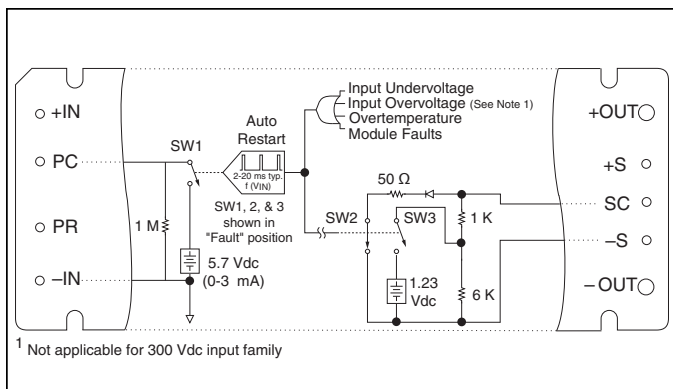 +IN
PC
PR
–IN
SW1
1 M
5.7 Vdc
(0-3 mA)
Auto
Restart
2-20 ms typ.
f (VIN)
SW1, 2, & 3
shown in
"Fault" position
Input Undervoltage
Input Overvoltage (See Note 1)
Overtemperature
Module Faults
50 Ω
SW2
SW3
1 K
1.23
Vdc
6 K
+OUT
+S
SC
–S
–OUT
1 Not applicable for 300 Vdc input family